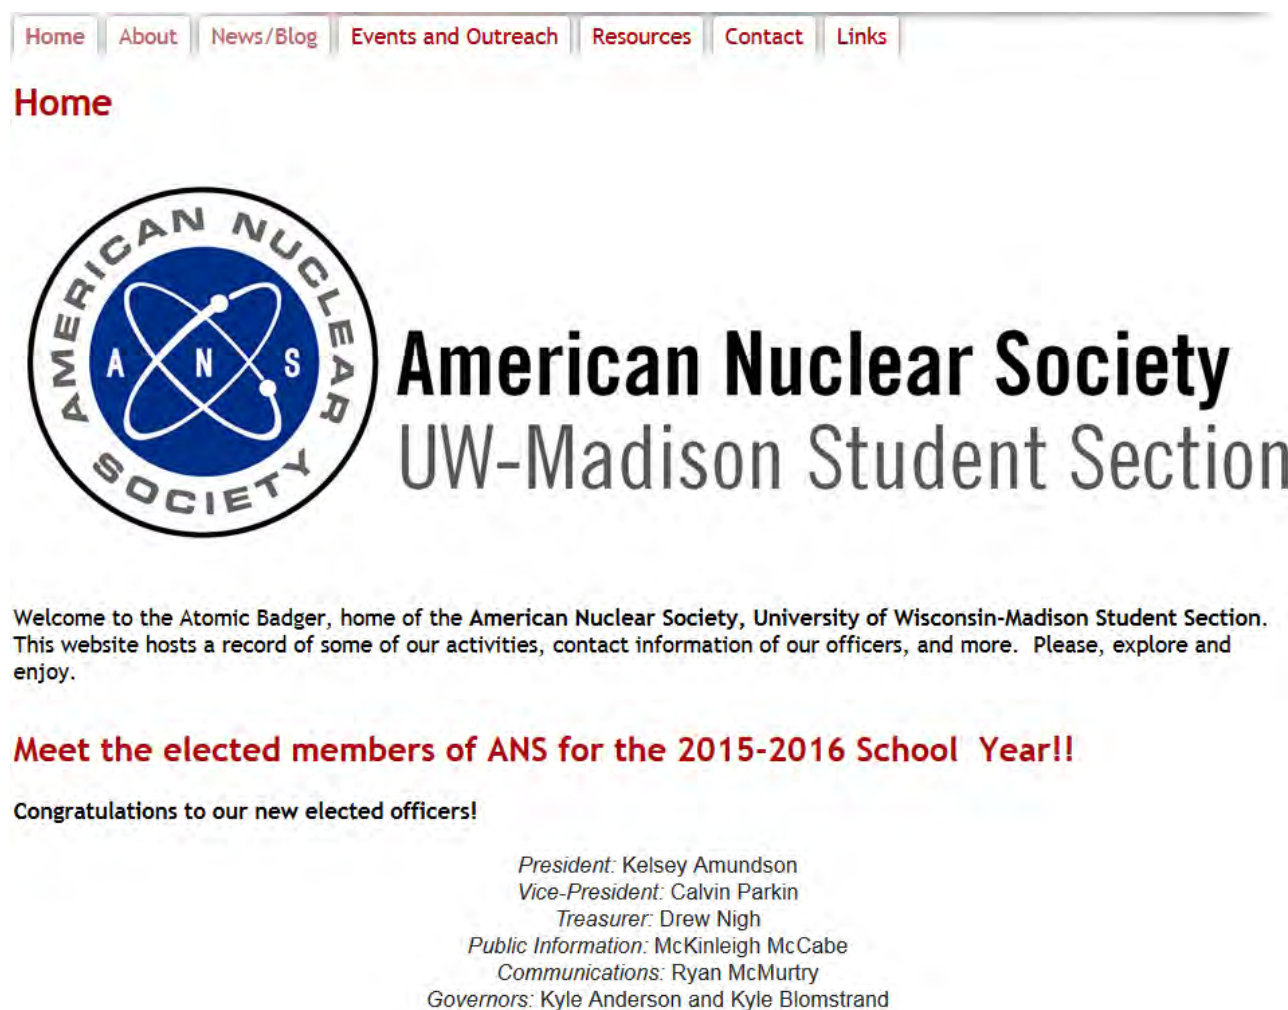 Home About News/Blog Events and Outreach Resources Contact Links
Home
AMERICAN NUCLEAR SOCIETY
A N S
American Nuclear Society
UW-Madison Student Section
Welcome to the Atomic Badger, home of the American Nuclear Society, University of Wisconsin-Madison Student Section.
This website hosts a record of some of our activities, contact information of our officers, and more. Please, explore and
enjoy.
Meet the elected members of ANS for the 2015-2016 School Year!!
Congratulations to our new elected officers!
President: Kelsey Amundson
Vice-President: Calvin Parkin
Treasurer: Drew Nigh
Public Information: McKinleigh McCabe
Communications: Ryan McMurtry
Governors: Kyle Anderson and Kyle Blomstrand